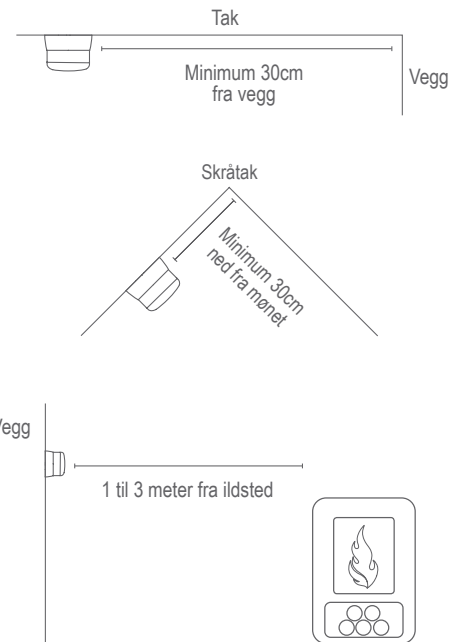 Tak
Minimum 30cm
fra vegg
Vegg
Skråtak
Minimum 30cm
ned fra mønet
Vegg
1 til 3 meter fra ildsted